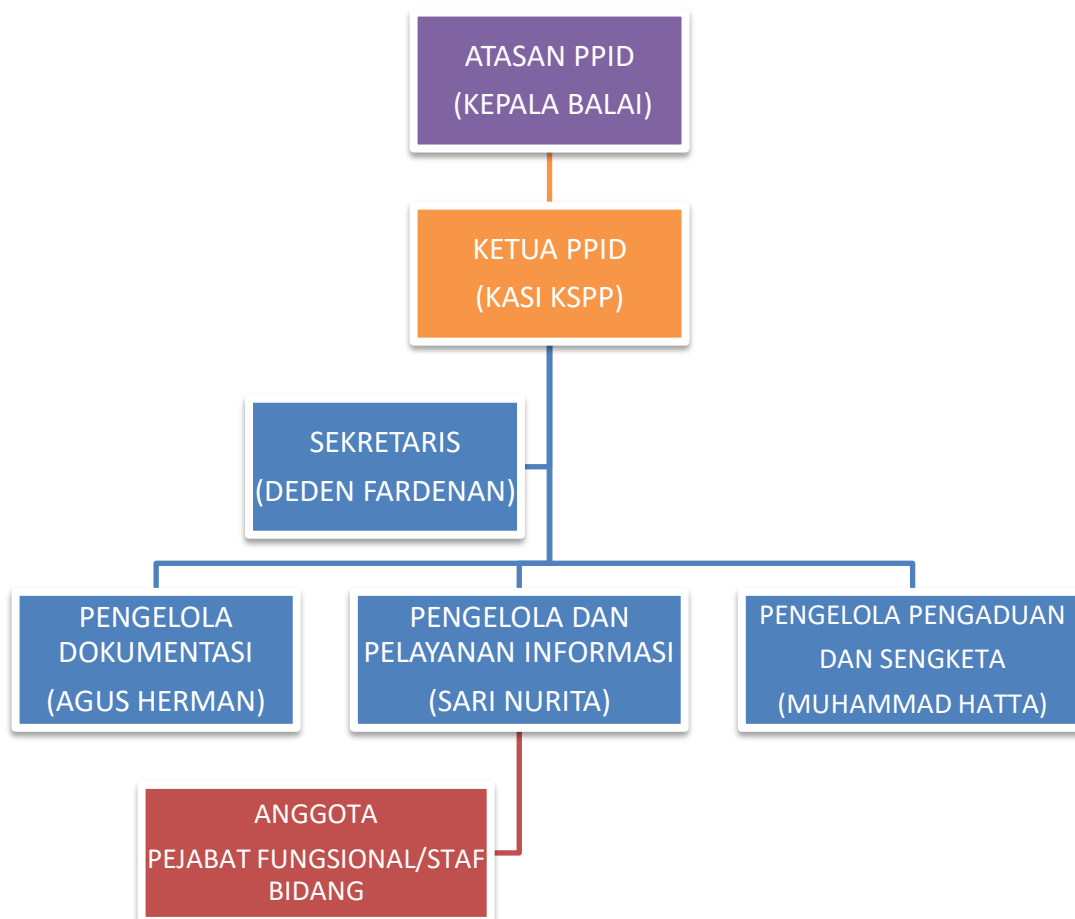 ATASAN PPID
(KEPALA BALAI)
KETUA PPID
(KASI KSPP)
SEKRETARIS
(DEDEN FARDENAN)
PENGELOLA
DOKUMENTASI
(AGUS HERMAN)
PENGELOLA DAN
PELAYANAN INFORMASI
(SARI NURITA)
PENGELOLA PENGADUAN
DAN SENGKETA
(MUHAMMAD HATTA)
ANGGOTA
PEJABAT FUNGSIONAL/STAF
BIDANG